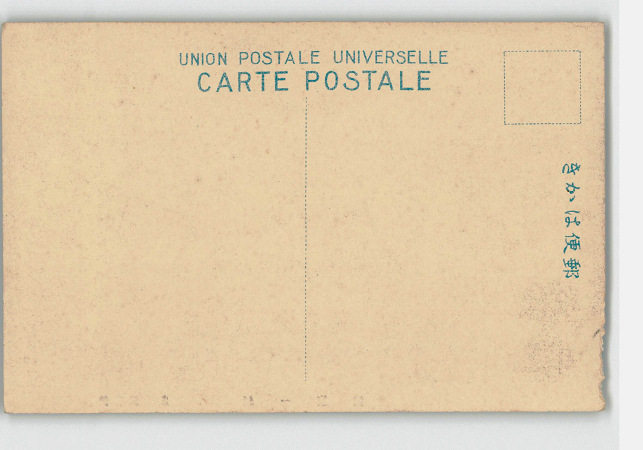 UNION POSTALE UNIVERSELLE
CARTE POSTALE
きかは便郵